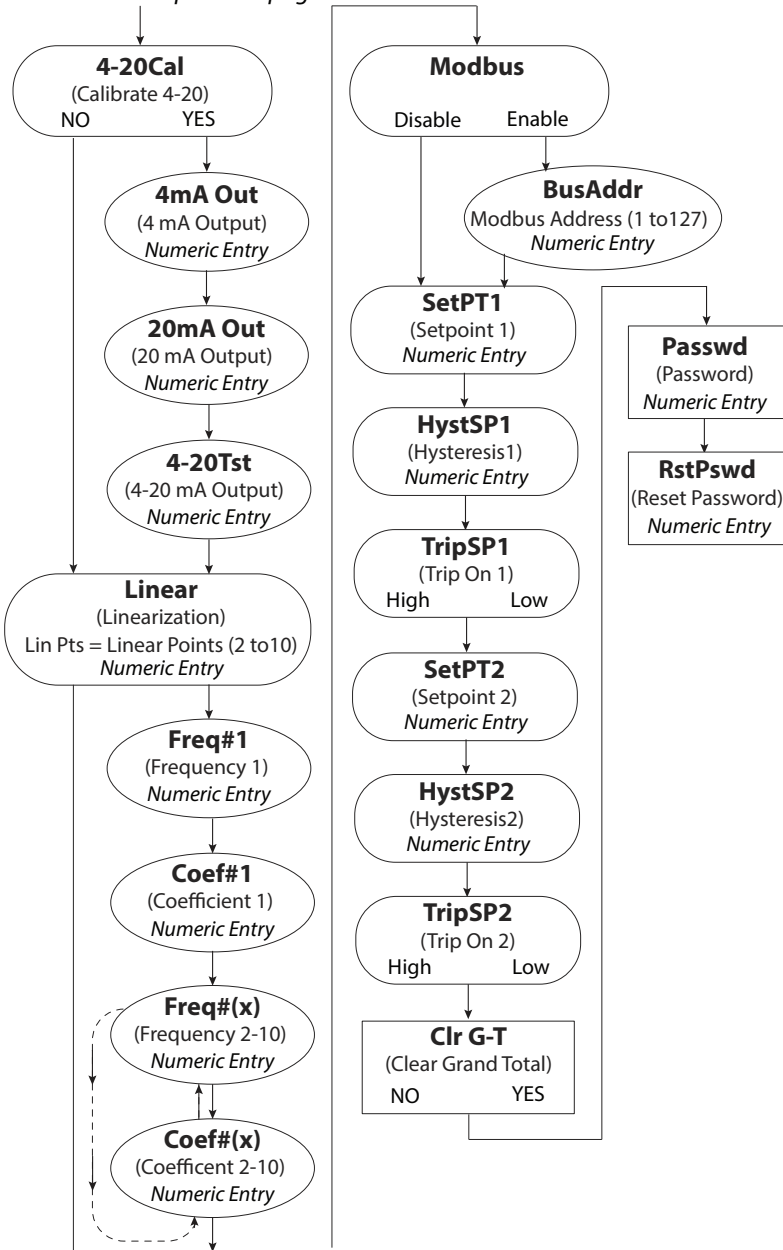 4-20Cal
(Calibrate 4-20)
NO YES
4mA Out
(4 mA Output)
Numeric Entry
20mA Out
(20 mA Output)
Numeric Entry
4-20Tst
(4-20 mA Output)
Numeric Entry
Linear
(Linearization)
Lin Pts = Linear Points (2 to10)
Numeric Entry
Freq#1
(Frequency 1)
Numeric Entry
Coef#1
(Coefficient 1)
Numeric Entry
Freq#(x)
(Frequency 2-10)
Numeric Entry
Coef#(x)
(Coefficent 2-10)
Numeric Entry
Modbus
Disable Enable
BusAddr
Modbus Address (1 to127)
Numeric Entry
SetPT1
(Setpoint 1)
Numeric Entry
HystSP1
(Hysteresis1)
Numeric Entry
TripSP1
(Trip On 1)
High Low
SetPT2
(Setpoint 2)
Numeric Entry
HystSP2
(Hysteresis2)
Numeric Entry
TripSP2
(Trip On 2)
High Low
Clr G-T
(Clear Grand Total)
NO YES
Passwd
(Password)
Numeric Entry
RstPswd
(Reset Password)
Numeric Entry